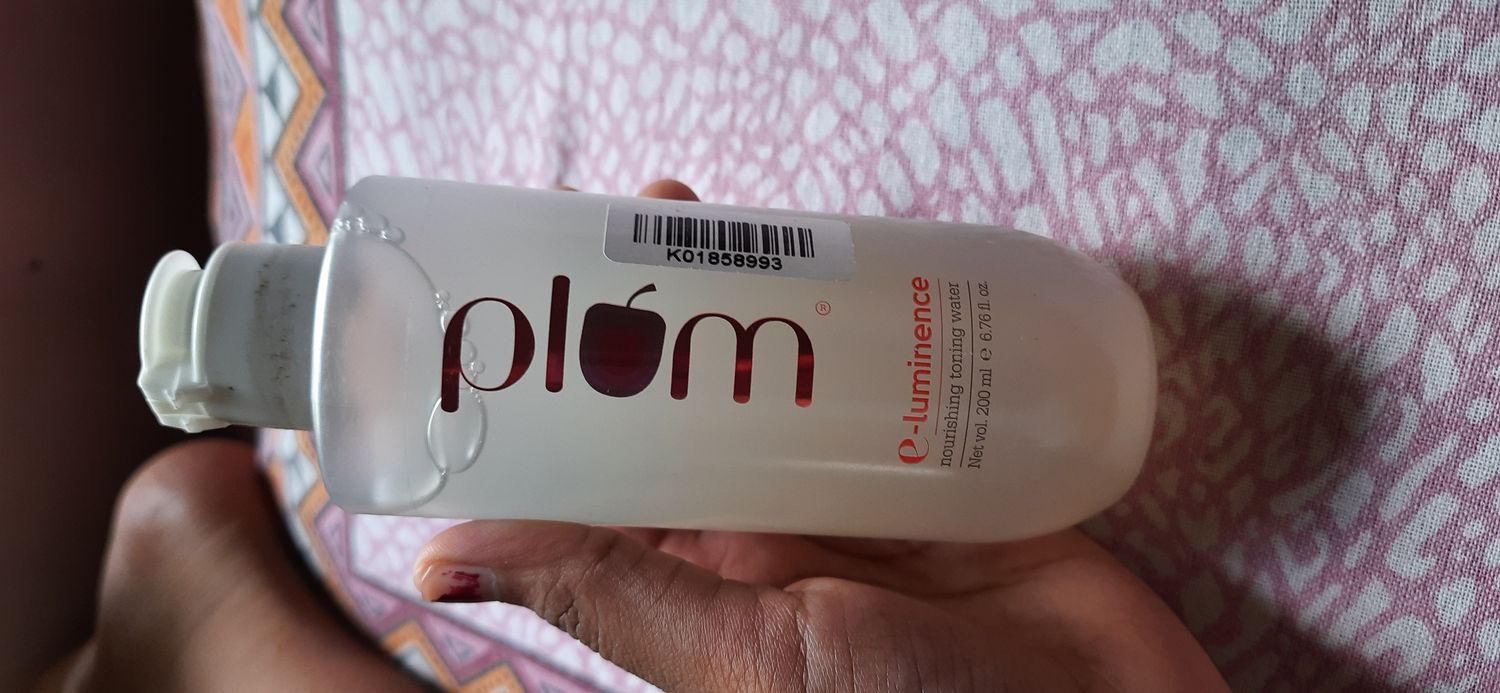 K01858993
plum®
e-luminence
nourishing toning water
Net vol. 200 ml ℮ 6.76 fl. oz.